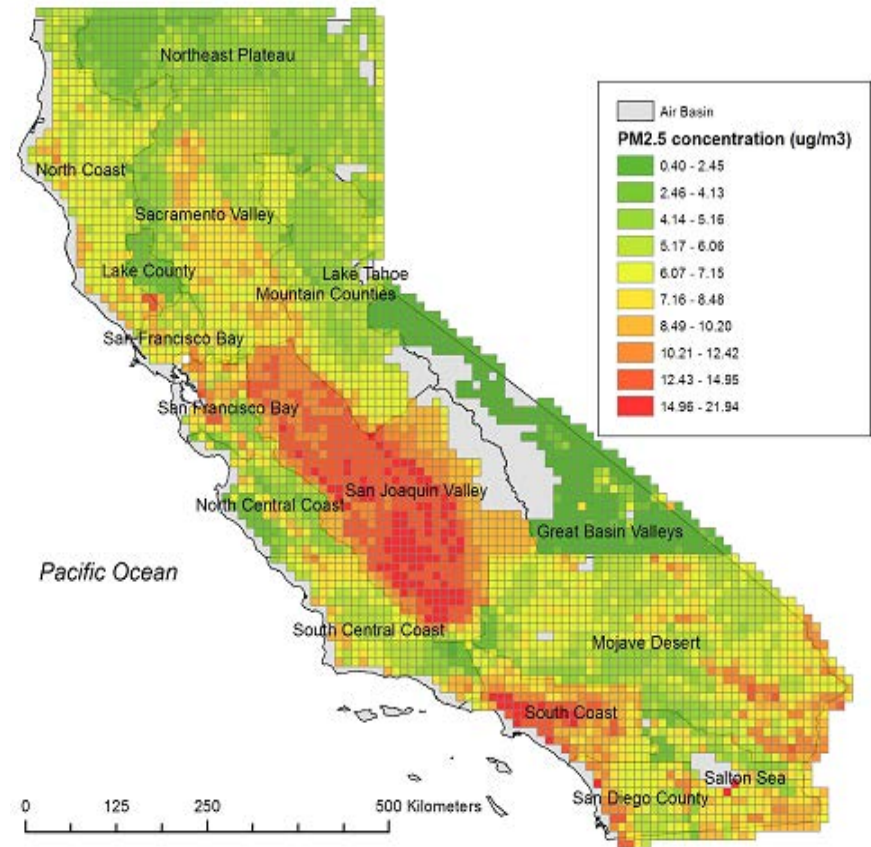 Northeast Plateau
Air Basin
PM2.5 concentration (ug/m3)
0.40 - 2.45
2.46 - 4.13
4.14 - 5.16
5.17 - 6.06
6.07 - 7.15
7.16 - 8.48
8.49 - 10.20
10.21 - 12.42
12.43 - 14.95
14.96 - 21.94
North Coast
Sacramento Valley
Lake County
Lake Tahoe
Mountain Counties
San Francisco Bay
San Francisco Bay
San Joaquin Valley
North Central Coast
Great Basin Valleys
Pacific Ocean
South Central Coast
Mojave Desert
South Coast
Salton Sea
San Diego County
0 125 250 500 Kilometers